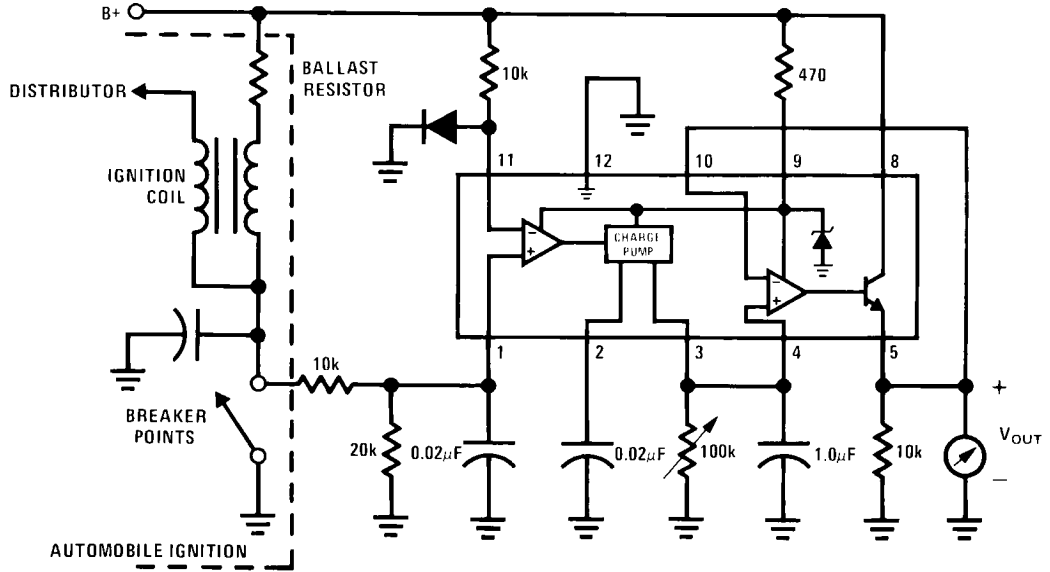 B+
DISTRIBUTOR
BALLAST
RESISTOR
10k
470
11
12
10
9
8
IGNITION
COIL
CHARGE
PUMP
−
+
−
+
1
2
3
4
5
10k
BREAKER
POINTS
20k
0.02μF
0.02μF
100k
1.0μF
10k
+
VOUT
−
AUTOMOBILE IGNITION